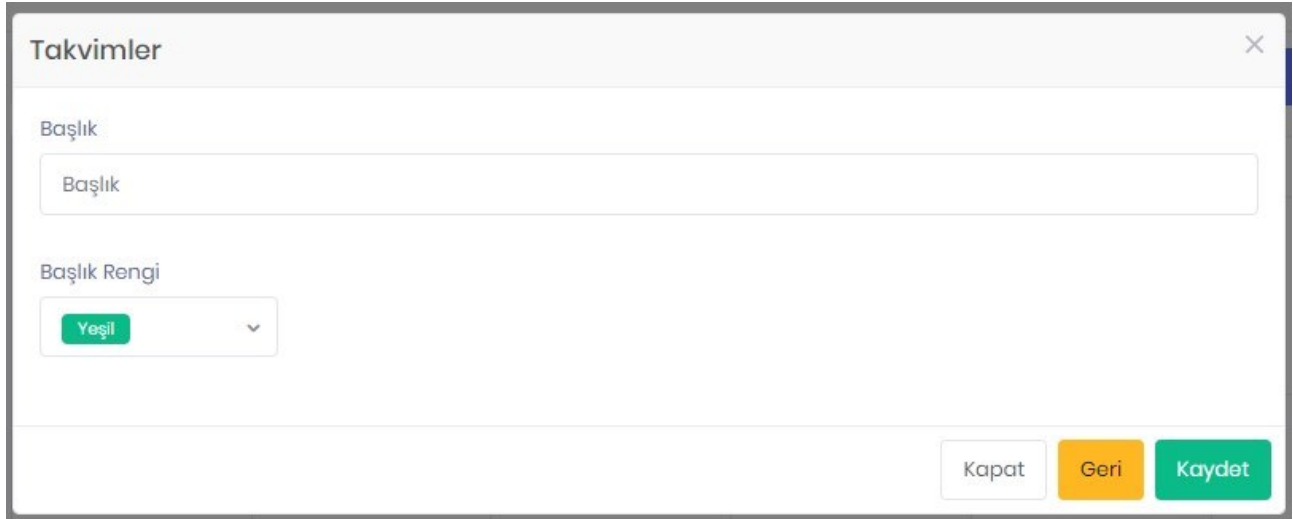 Takvimler
Başlık
Başlık
Başlık Rengi
Yeşil
Kapat Geri Kaydet